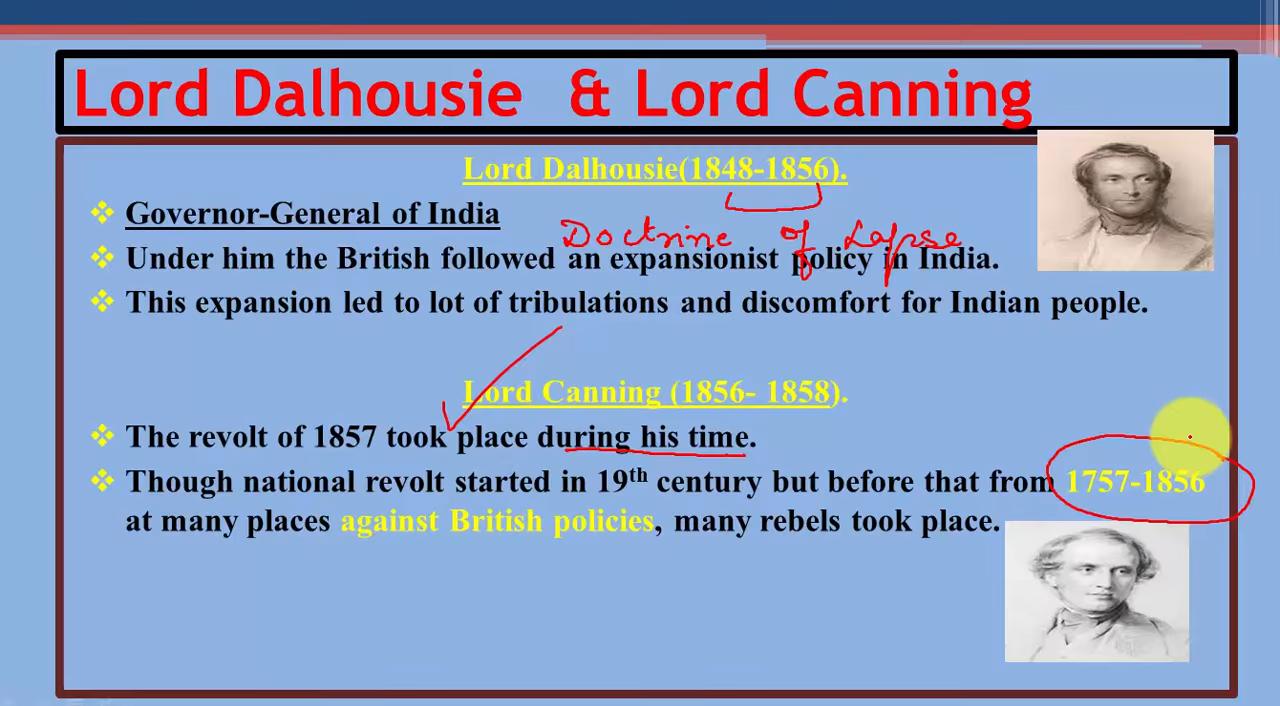 Lord Dalhousie & Lord Canning
Lord Dalhousie(1848-1856).
❖ Governor-General of India
Doctrine of Lapse
❖ Under him the British followed an expansionist policy in India.
❖ This expansion led to lot of tribulations and discomfort for Indian people.
Lord Canning (1856- 1858).
❖ The revolt of 1857 took place during his time.
❖ Though national revolt started in 19th century but before that from 1757-1856
at many places against British policies, many rebels took place.